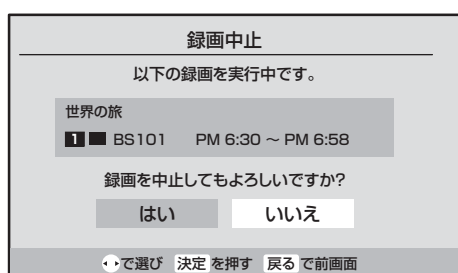 録画中止
以下の録画を実行中です。
世界の旅
1 BS101 PM 6:30 ～ PM 6:58
録画を中止してもよろしいですか?
はい いいえ
で選び 決定 を押す 戻る で前画面